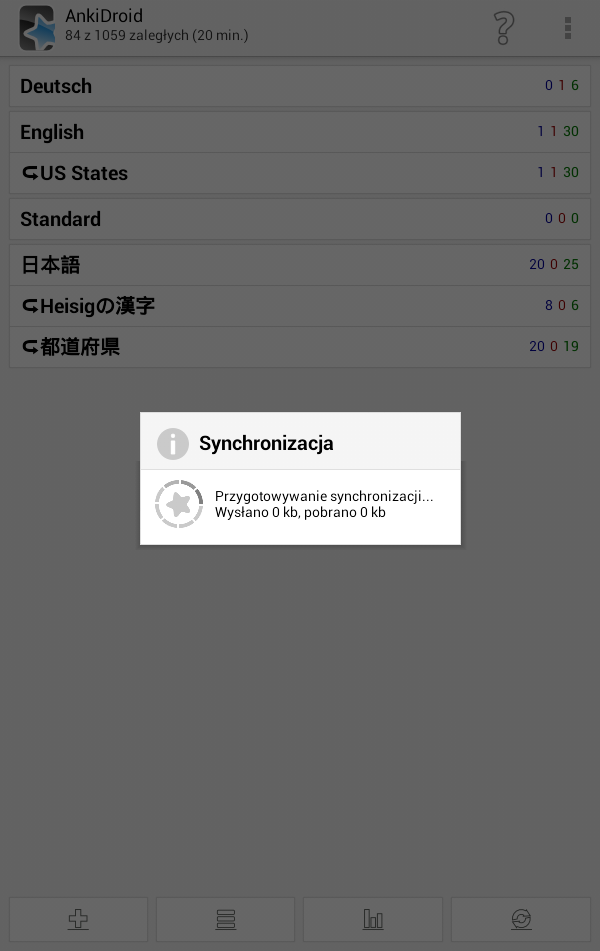 AnkiDroid
84 z 1059 zaległych (20 min.)
Deutsch 0 1 6
English 1 1 30
US States 1 1 30
Standard 0 0 0
日本語 20 0 25
Heisigの漢字 8 0 6
都道府県 20 0 19
Synchronizacja
Przygotowywanie synchronizacji...
Wysłano 0 kb, pobrano 0 kb